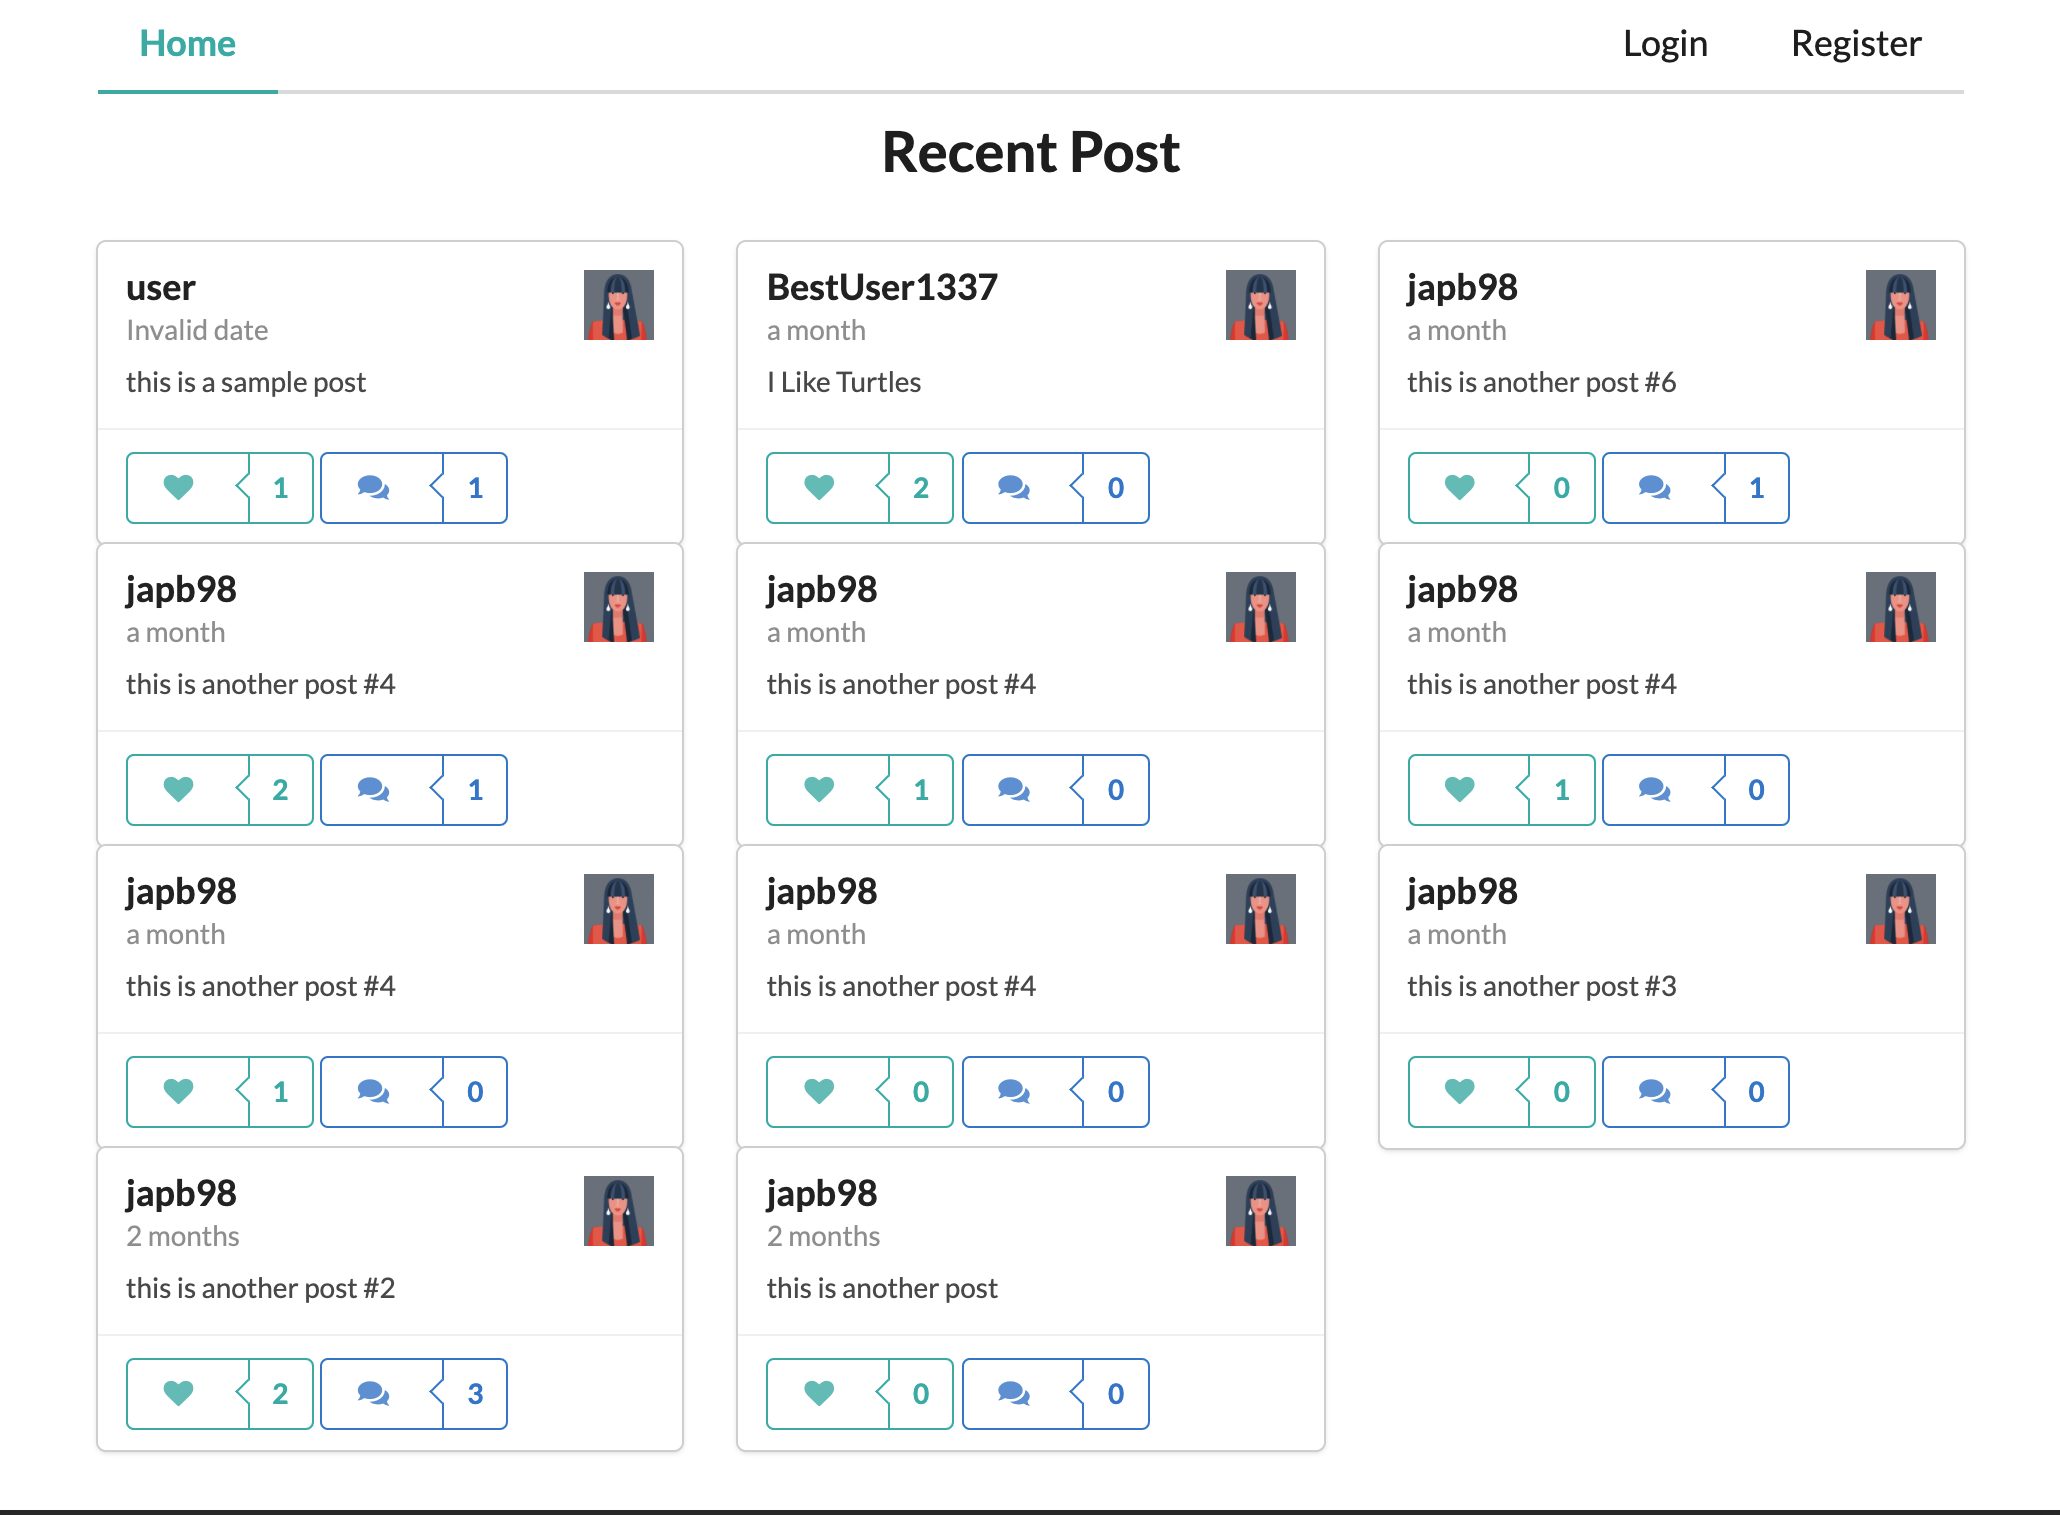 Home Login Register
Recent Post
user
Invalid date
this is a sample post
1 1
BestUser1337
a month
I Like Turtles
2 0
japb98
a month
this is another post #6
0 1
japb98
a month
this is another post #4
2 1
japb98
a month
this is another post #4
1 0
japb98
a month
this is another post #4
1 0
japb98
a month
this is another post #4
1 0
japb98
a month
this is another post #4
0 0
japb98
a month
this is another post #3
0 0
japb98
2 months
this is another post #2
2 3
japb98
2 months
this is another post
0 0